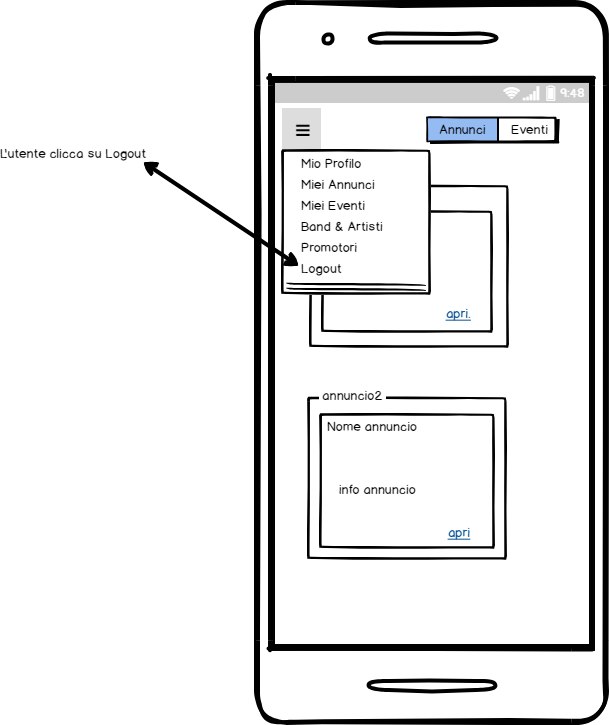 9:48
Annunci Eventi
L'utente clicca su Logout
Mio Profilo
Miei Annunci
Miei Eventi
Band & Artisti
Promotori
Logout
apri.
annuncio2
Nome annuncio
info annuncio
apri